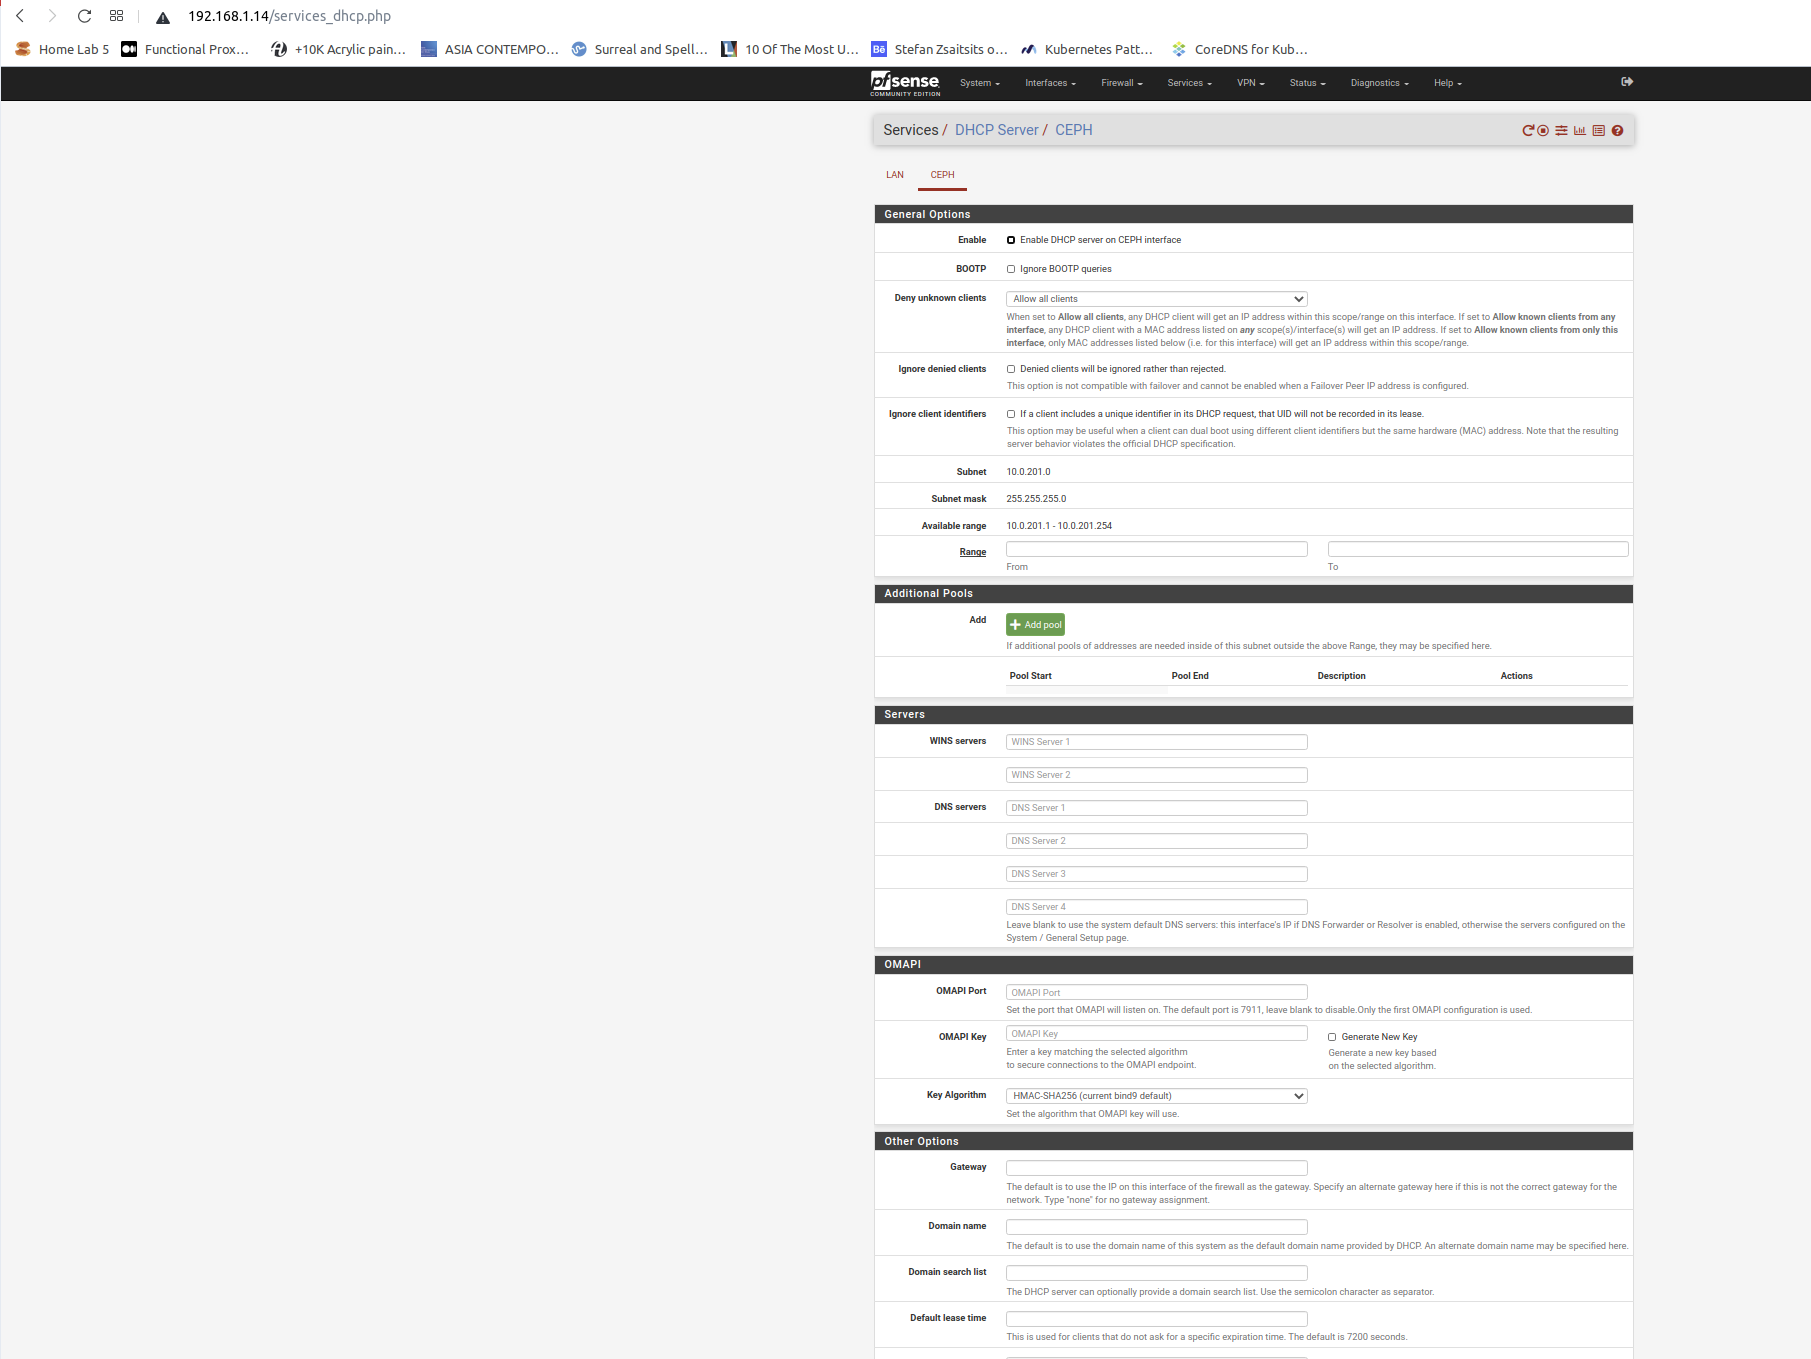 192.168.1.14/services_dhcp.php
Home Lab 5 Functional Prox... +10K Acrylic pain... ASIA CONTEMPO... Surreal and Spell... 10 Of The Most U... Bē Stefan Zsaitsits o... Kubernetes Patt... CoreDNS for Kub...
pfsense COMMUNITY EDITION System Interfaces Firewall Services VPN Status Diagnostics Help
Services / DHCP Server / CEPH
LAN CEPH
General Options
Enable Enable DHCP server on CEPH interface
BOOTP Ignore BOOTP queries
Deny unknown clients Allow all clients
When set to Allow all clients, any DHCP client will get an IP address within this scope/range on this interface. If set to Allow known clients from any
interface, any DHCP client with a MAC address listed on any scope(s)/interface(s) will get an IP address. If set to Allow known clients from only this
interface, only MAC addresses listed below (i.e. for this interface) will get an IP address within this scope/range.
Ignore denied clients Denied clients will be ignored rather than rejected.
This option is not compatible with failover and cannot be enabled when a Failover Peer IP address is configured.
Ignore client identifiers If a client includes a unique identifier in its DHCP request, that UID will not be recorded in its lease.
This option may be useful when a client can dual boot using different client identifiers but the same hardware (MAC) address. Note that the resulting
server behavior violates the official DHCP specification.
Subnet 10.0.201.0
Subnet mask 255.255.255.0
Available range 10.0.201.1 - 10.0.201.254
Range
From To
Additional Pools
Add Add pool
If additional pools of addresses are needed inside of this subnet outside the above Range, they may be specified here.
Pool Start Pool End Description Actions
Servers
WINS servers WINS Server 1
WINS Server 2
DNS servers DNS Server 1
DNS Server 2
DNS Server 3
DNS Server 4
Leave blank to use the system default DNS servers: this interface's IP if DNS Forwarder or Resolver is enabled, otherwise the servers configured on the
System / General Setup page.
OMAPI
OMAPI Port OMAPI Port
Set the port that OMAPI will listen on. The default port is 7911, leave blank to disable.Only the first OMAPI configuration is used.
OMAPI Key OMAPI Key Generate New Key
Enter a key matching the selected algorithm Generate a new key based
to secure connections to the OMAPI endpoint. on the selected algorithm.
Key Algorithm HMAC-SHA256 (current bind9 default)
Set the algorithm that OMAPI key will use.
Other Options
Gateway
The default is to use the IP on this interface of the firewall as the gateway. Specify an alternate gateway here if this is not the correct gateway for the
network. Type "none" for no gateway assignment.
Domain name
The default is to use the domain name of this system as the default domain name provided by DHCP. An alternate domain name may be specified here.
Domain search list
The DHCP server can optionally provide a domain search list. Use the semicolon character as separator.
Default lease time
This is used for clients that do not ask for a specific expiration time. The default is 7200 seconds.